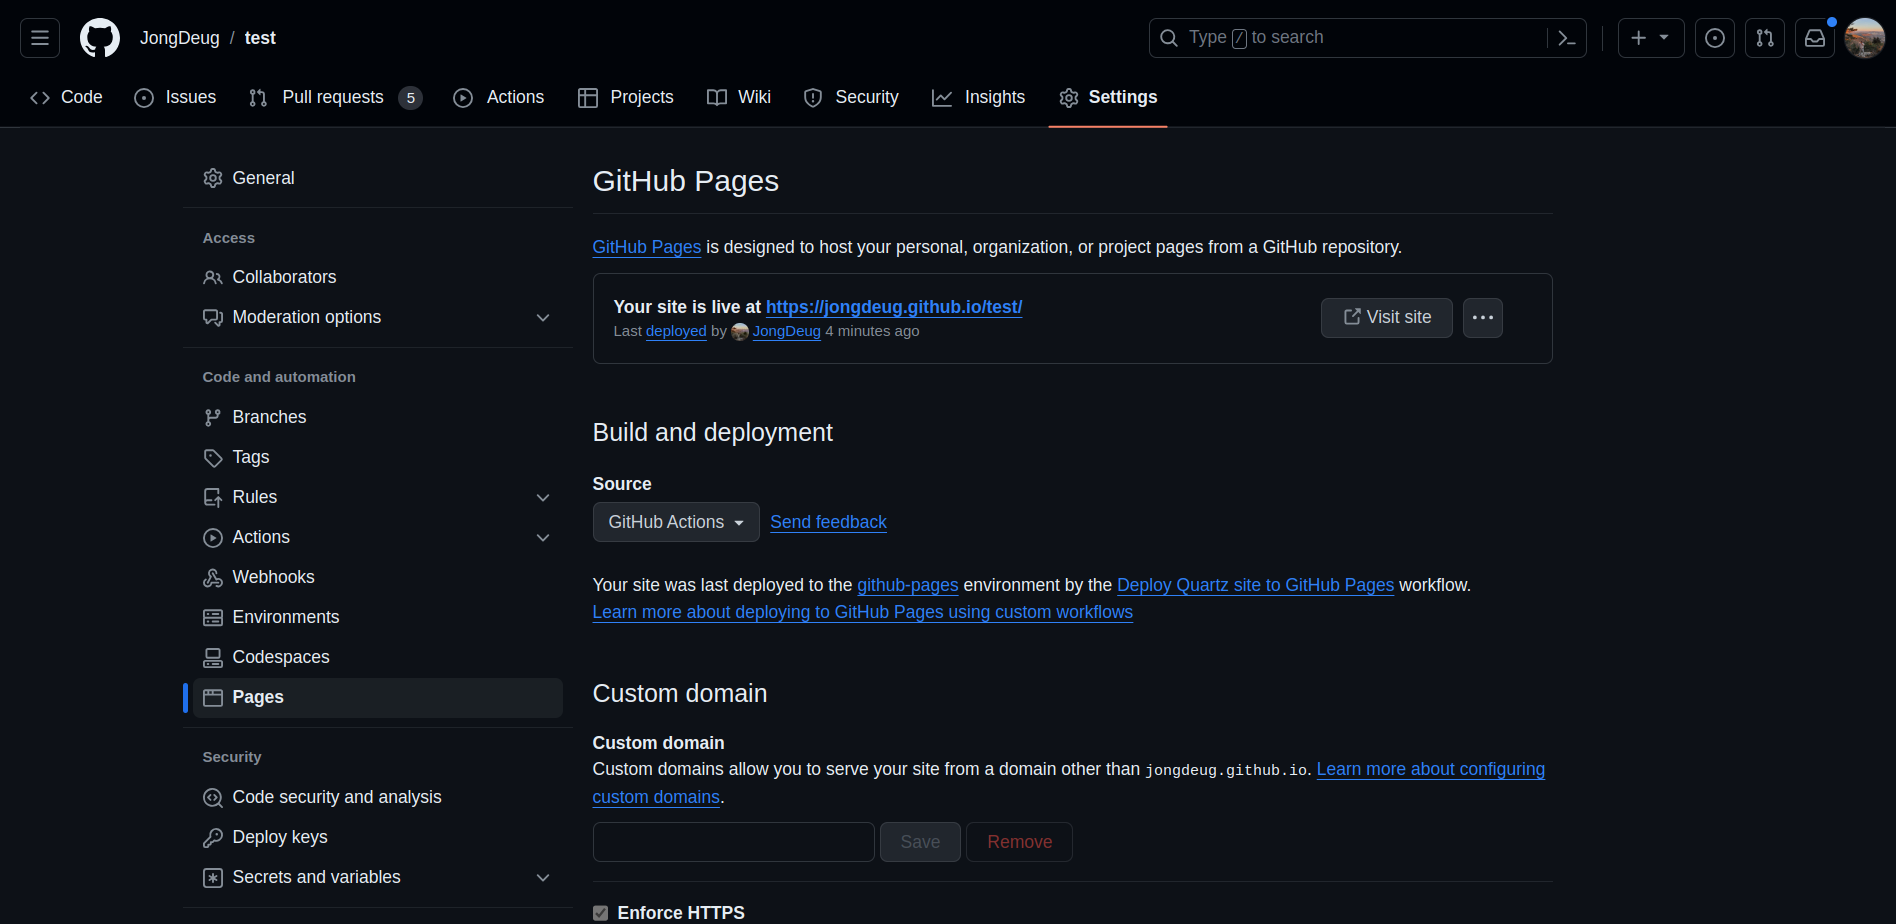 JongDeug / test
Type / to search
Code
Issues
Pull requests 5
Actions
Projects
Wiki
Security
Insights
Settings
General
Access
Collaborators
Moderation options
Code and automation
Branches
Tags
Rules
Actions
Webhooks
Environments
Codespaces
Pages
Security
Code security and analysis
Deploy keys
Secrets and variables
GitHub Pages
GitHub Pages is designed to host your personal, organization, or project pages from a GitHub repository.
Your site is live at https://jongdeug.github.io/test/
Last deployed by JongDeug 4 minutes ago
Visit site
Build and deployment
Source
GitHub Actions
Send feedback
Your site was last deployed to the github-pages environment by the Deploy Quartz site to GitHub Pages workflow.
Learn more about deploying to GitHub Pages using custom workflows
Custom domain
Custom domain
Custom domains allow you to serve your site from a domain other than jongdeug.github.io. Learn more about configuring
custom domains.
Save
Remove
Enforce HTTPS